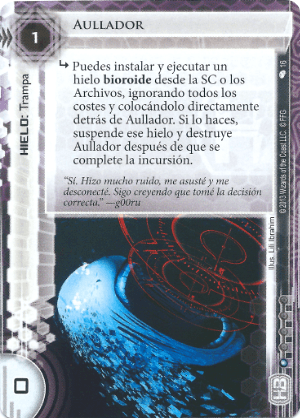 1
AULLADOR
HIELO: Trampa
↳ Puedes instalar y ejecutar un
hielo bioroide desde la SC o los
Archivos, ignorando todos los
costes y colocándolo directamente
detrás de Aullador. Si lo haces,
suspende ese hielo y destruye
Aullador después de que se
complete la incursión.
“Sí. Hizo mucho ruido, me asusté y me
desconecté. Sigo creyendo que tomé la decisión
correcta.” —g00ru
16
© 2013 Wizards of the Coast LLC. © FFG
Illus. Lili Ibrahim
0
HB